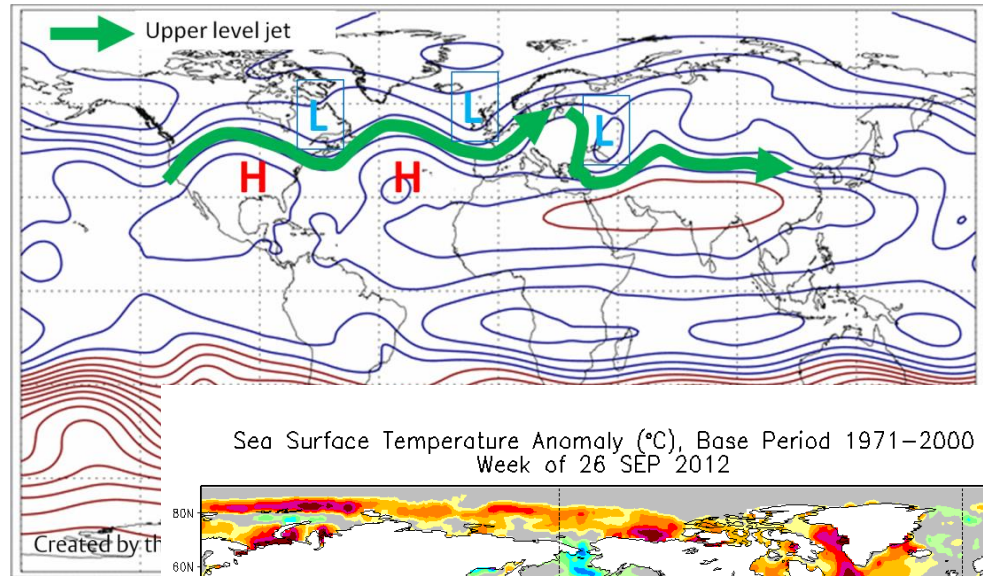 Upper level jet
L
L
L
H
H
Created by th
Sea Surface Temperature Anomaly (°C), Base Period 1971-2000
Week of 26 SEP 2012
80N
60N